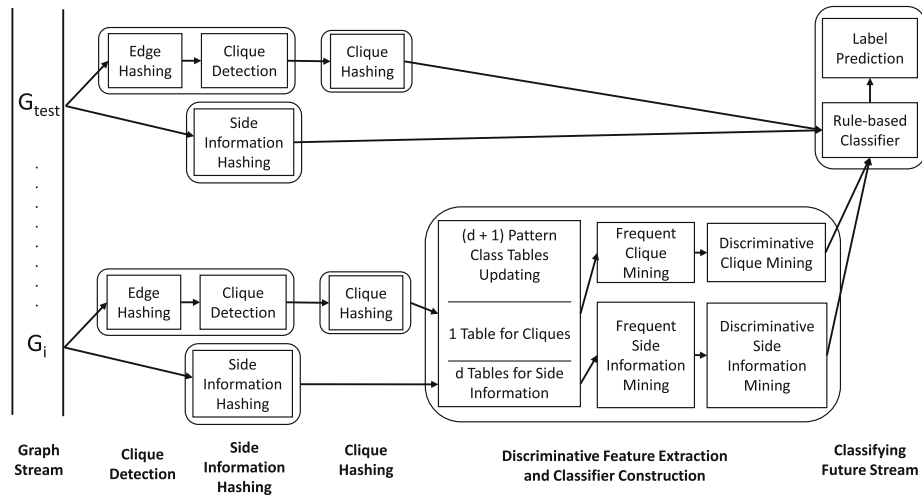 G_test
Edge
Hashing
Clique
Detection
Clique
Hashing
Side
Information
Hashing
Label
Prediction
Rule-based
Classifier
G_i
Edge
Hashing
Clique
Detection
Clique
Hashing
Side
Information
Hashing
(d + 1) Pattern
Class Tables
Updating
1 Table for Cliques
d Tables for Side
Information
Frequent
Clique
Mining
Discriminative
Clique Mining
Frequent
Side
Information
Mining
Discriminative
Side
Information
Mining
Graph
Stream
Clique
Detection
Side
Information
Hashing
Clique
Hashing
Discriminative Feature Extraction
and Classifier Construction
Classifying
Future Stream